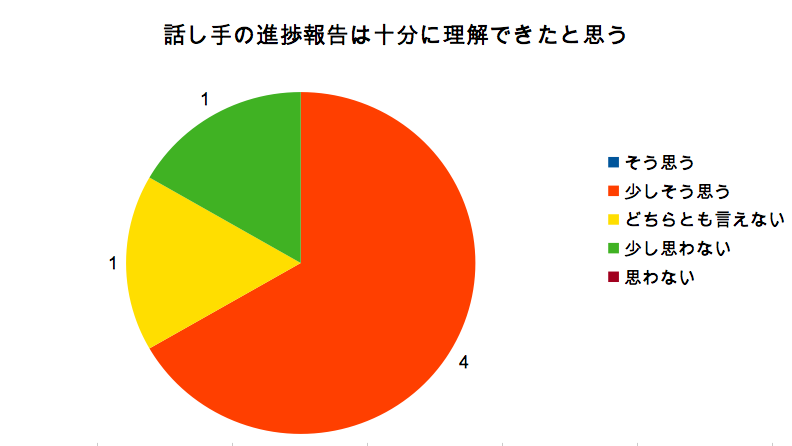 話し手の進捗報告は十分に理解できたと思う
1
1
4
そう思う
少しそう思う
どちらとも言えない
少し思わない
思わない